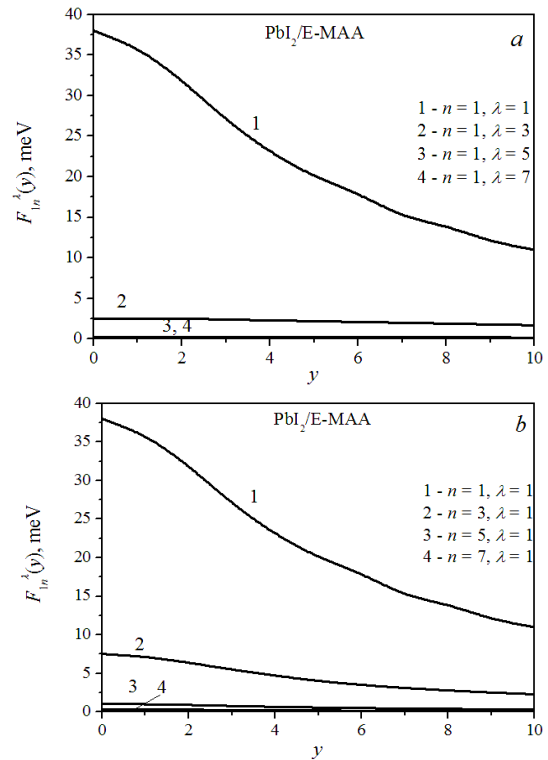 40
PbI₂/E-MAA
a
35
30
1 - n = 1, λ = 1
2 - n = 1, λ = 3
3 - n = 1, λ = 5
4 - n = 1, λ = 7
25
1
20
F₁ₙ^λ(y), meV
15
10
5
2
3, 4
0
0 2 4 6 8 10
y
40
PbI₂/E-MAA
b
35
30
1 - n = 1, λ = 1
2 - n = 3, λ = 1
3 - n = 5, λ = 1
4 - n = 7, λ = 1
25
1
20
F₁ₙ^λ(y), meV
15
10
2
5
3 4
0
0 2 4 6 8 10
y